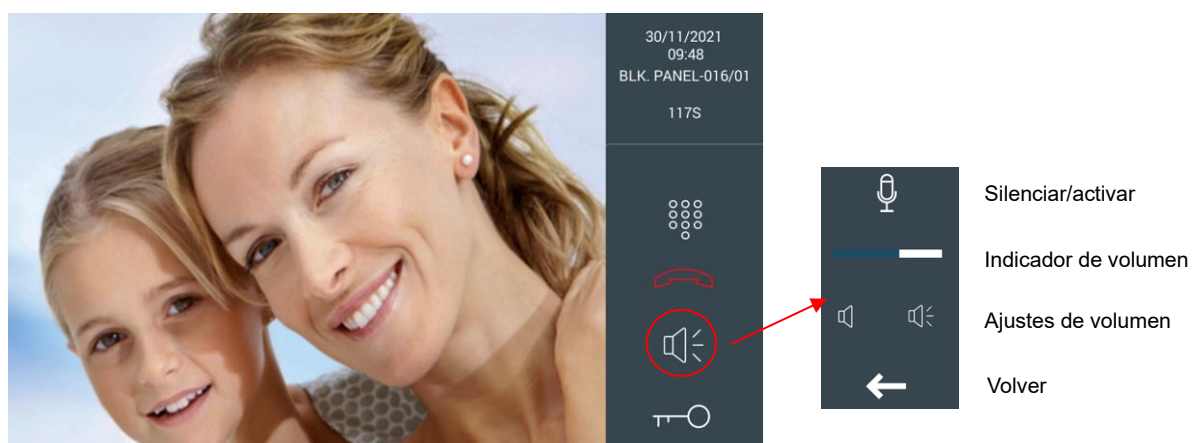 30/11/2021
09:48
BLK. PANEL-016/01
117S
Silenciar/activar
Indicador de volumen
Ajustes de volumen
Volver